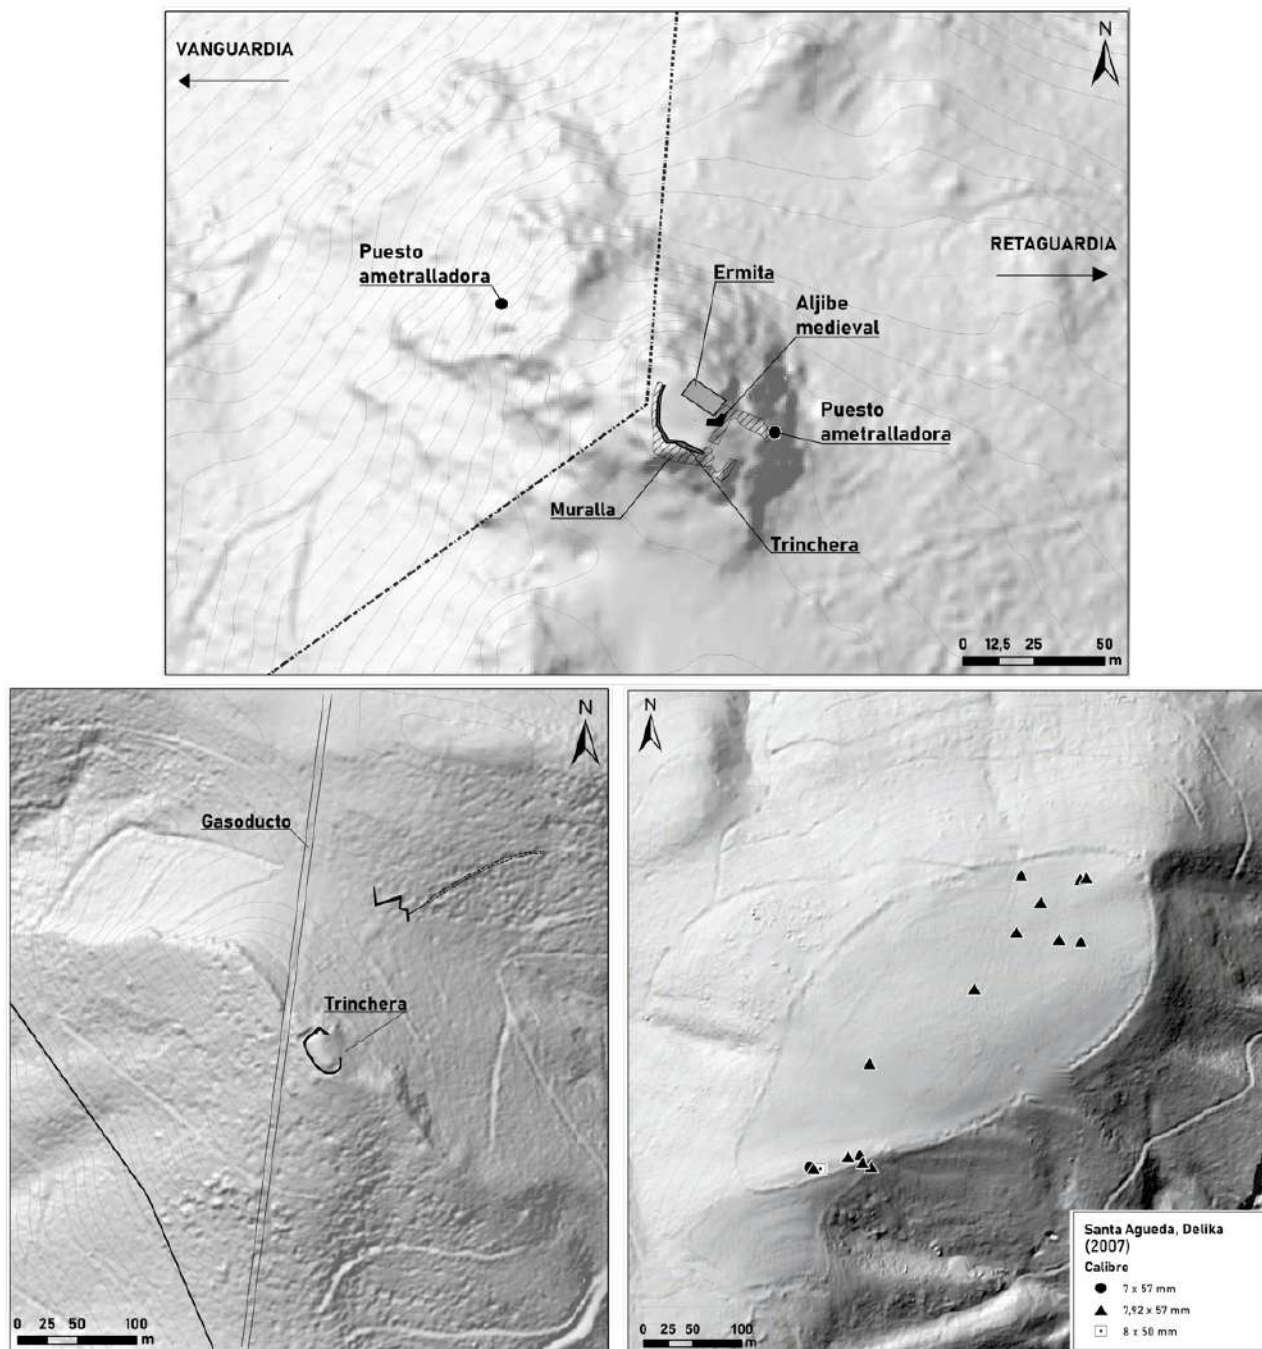 VANGUARDIA
N
Puesto
ametralladora
RETAGUARDIA
Ermita
Aljibe
medieval
Puesto
ametralladora
Muralla
Trinchera
0 12,5 25 50
m
N
Gasoducto
Trinchera
0 25 50 100
m
N
Santa Agueda, Delika
(2007)
Calibre
7 x 57 mm
7,92 x 57 mm
8 x 50 mm
0 25 50 100
m